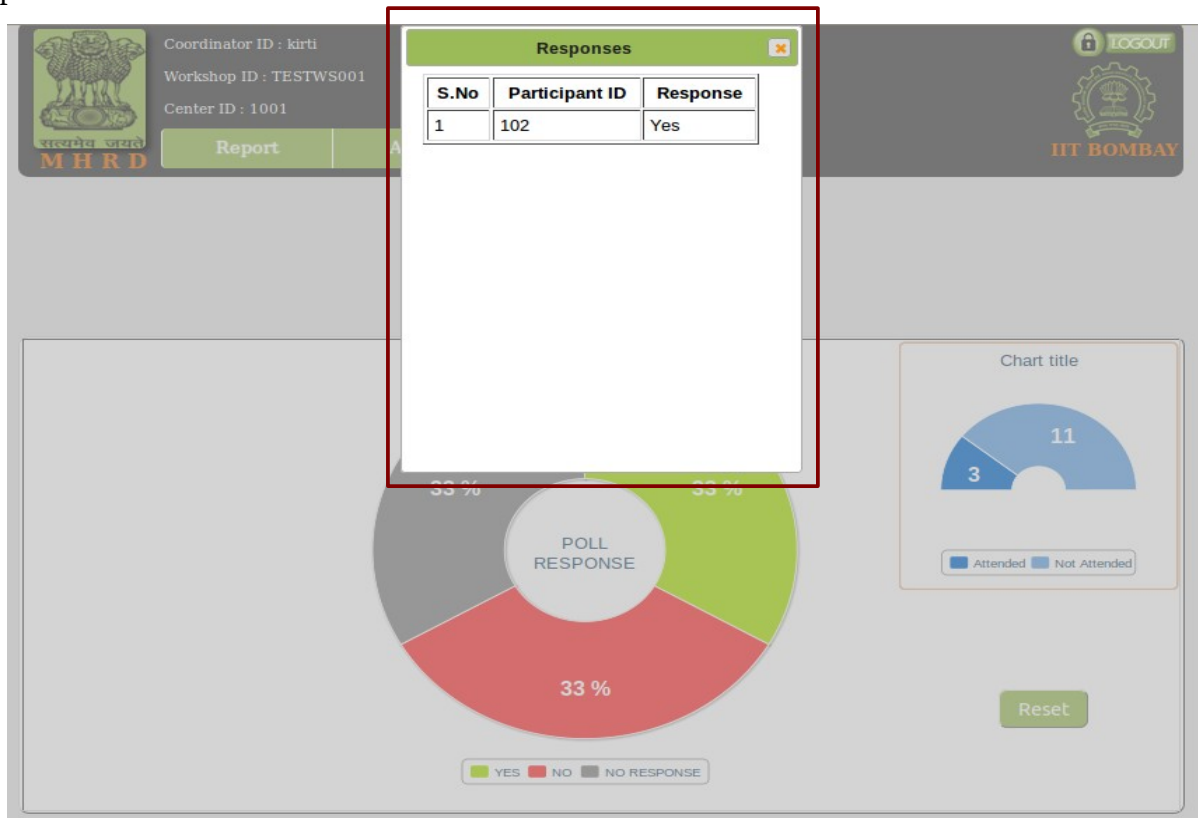 Coordinator ID : kirti
Workshop ID : TESTWS001
Center ID : 1001
सत्यमेव जयते
M H R D
Report
A
Responses
S.No Participant ID Response
1 102 Yes
LOGOUT
IIT BOMBAY
33 %
33 %
POLL
RESPONSE
33 %
YES NO NO RESPONSE
Chart title
11
3
Attended Not Attended
Reset